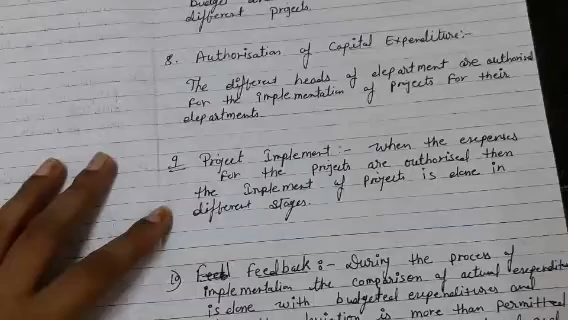 budget
different projects.
8. Authorisation of Capital Expenditure:-
The different heads of department are authorised
for the implementation of projects for their
departments
9 Project Implement :- When the expenses
for the projects are authorised then
the Implement of projects is done in
different stages.
10) Feedback :- During the process of
implementation the comparison of actual expenditu
is done with budgeted expenditures and
is more than permitted